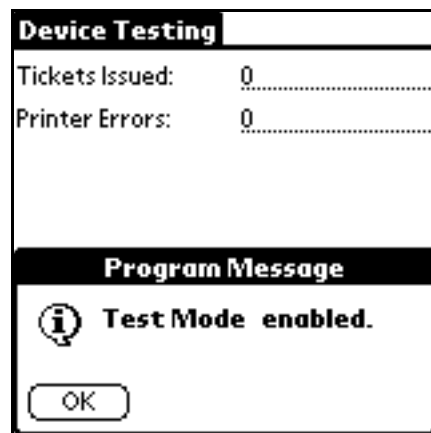 Device Testing
Tickets Issued: 0
Printer Errors: 0
Program Message
Test Mode enabled.
OK